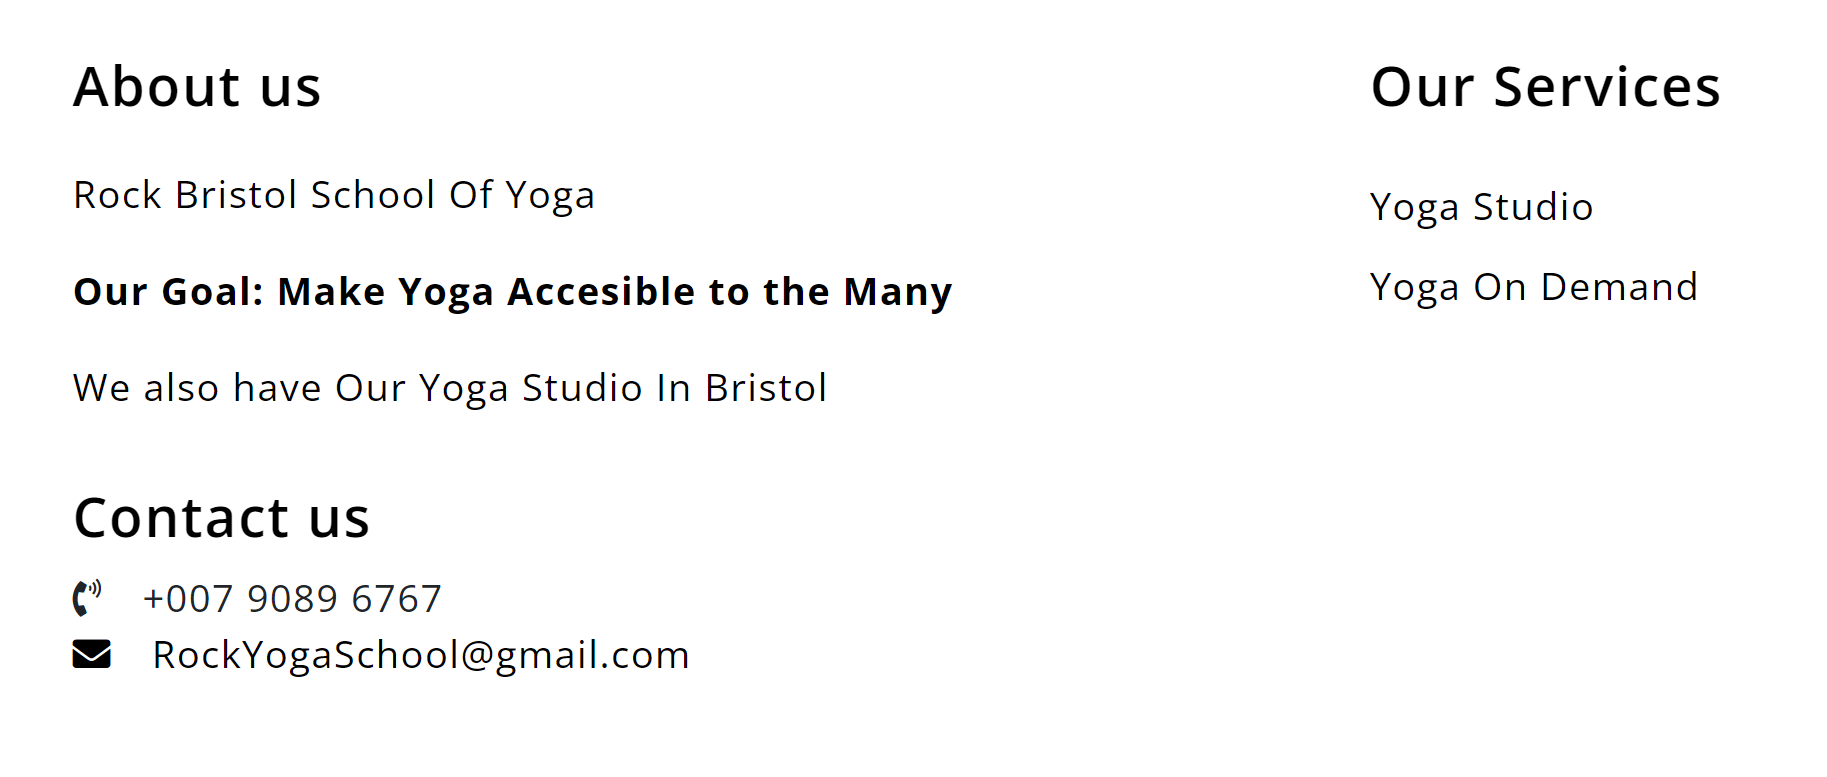 About us
Rock Bristol School Of Yoga
Our Goal: Make Yoga Accesible to the Many
We also have Our Yoga Studio In Bristol
Contact us
+007 9089 6767
RockYogaSchool@gmail.com
Our Services
Yoga Studio
Yoga On Demand